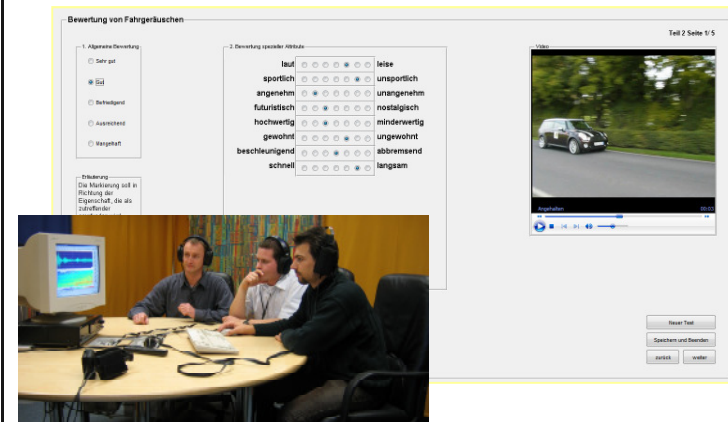 Bewertung von Fahrgeräuschen
Teil 2 Seite 1/ 5
1. Allgemeine Bewertung
Sehr gut
Gut
Befriedigend
Ausreichend
Mangelhaft
2. Bewertung spezieller Attribute
laut leise
sportlich unsportlich
angenehm unangenehm
futuristisch nostalgisch
hochwertig minderwertig
gewohnt ungewohnt
beschleunigend abbremsend
schnell langsam
Video
Angehalten 00:03
Erläuterung
Die Markierung soll in
Richtung der
Eigenschaft, die als
zutreffender
Neuer Test
Speichern und Beenden
zurück weiter